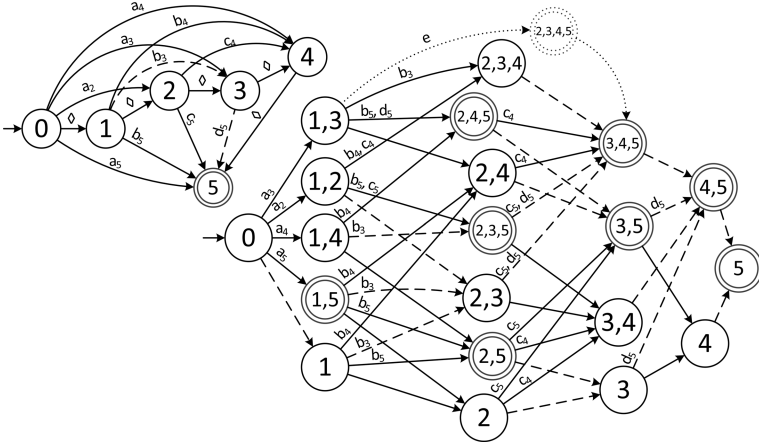 a₄
b₄
a₃
b₃
c₄
4
a₂
◊
2
◊
3
◊
◊
0
◊
1
b₅
c₅
d₅
◊
a₅
5
e
2,3,4,5
b₃
2,3,4
1,3
b₅, d₅
2,4,5
c₄
3,4,5
b₄, c₄
c₄
a₃
1,2
b₅, c₅
2,4
4,5
a₂
b₄
c₅, d₅
d₅
0
a₄
1,4
b₃
2,3,5
3,5
a₅
c₅, d₅
5
1,5
b₄
b₃
2,3
b₅
3,4
b₄
c₅
4
b₃
c₄
1
b₅
2,5
d₅
c₅
c₄
3
2